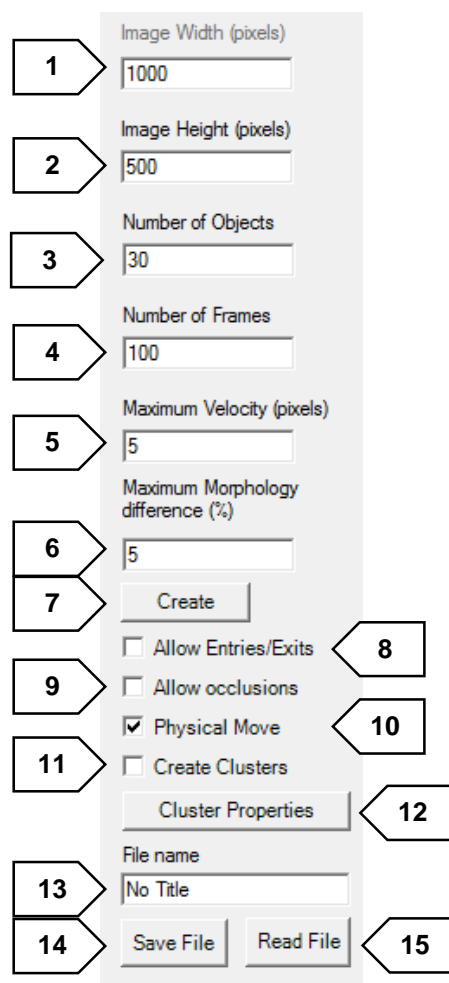 Image Width (pixels)
1
1000
Image Height (pixels)
2
500
Number of Objects
3
30
Number of Frames
4
100
Maximum Velocity (pixels)
5
5
Maximum Morphology
difference (%)
6
5
7
Create
Allow Entries/Exits
8
9
Allow occlusions
Physical Move
10
11
Create Clusters
Cluster Properties
12
File name
13
No Title
14
Save File
Read File
15